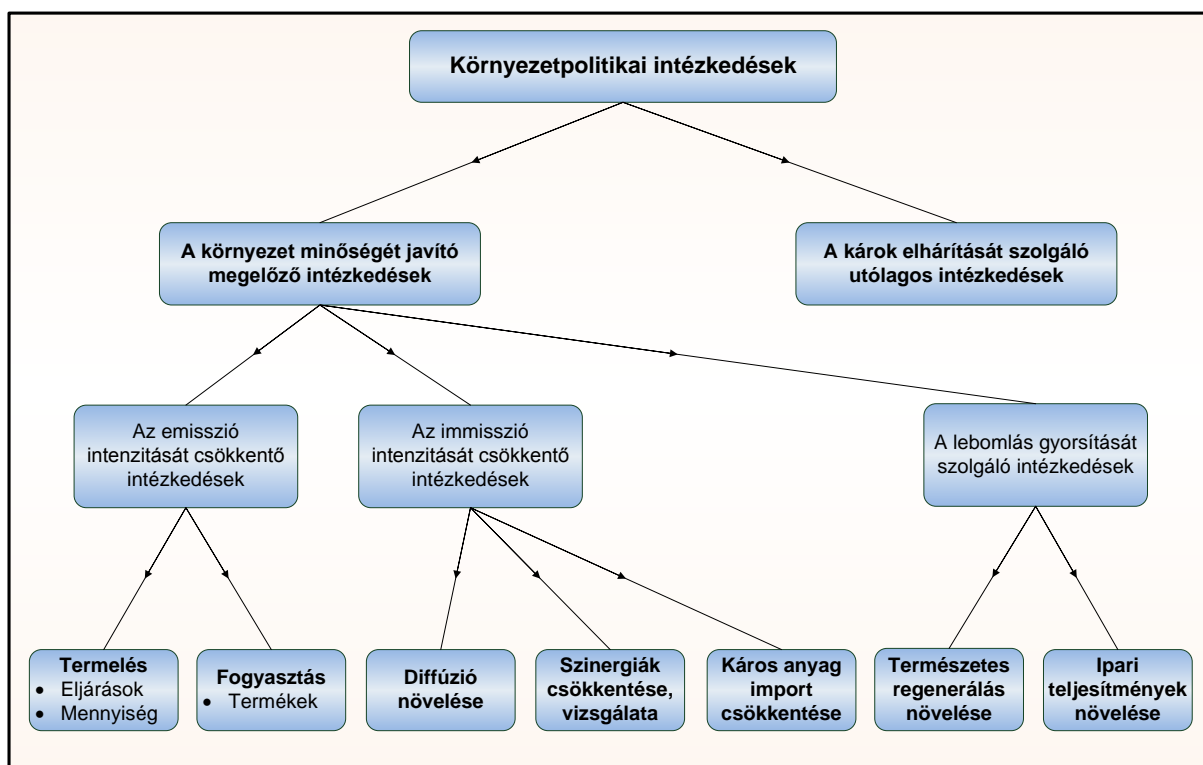 Környezetpolitikai intézkedések
A környezet minőségét javító
megelőző intézkedések
A károk elhárítását szolgáló
utólagos intézkedések
Az emisszió
intenzitását csökkentő
intézkedések
Az immisszió
intenzitását csökkentő
intézkedések
A lebomlás gyorsítását
szolgáló intézkedések
Termelés
• Eljárások
• Mennyiség
Fogyasztás
• Termékek
Diffúzió
növelése
Szinergiák
csökkentése,
vizsgálata
Káros anyag
import
csökkentése
Természetes
regenerálás
növelése
Ipari
teljesítmények
növelése